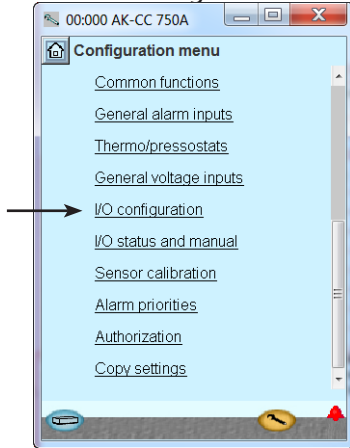 00:000 AK-CC 750A
Configuration menu
Common functions
General alarm inputs
Thermo/pressostats
General voltage inputs
I/O configuration
I/O status and manual
Sensor calibration
Alarm priorities
Authorization
Copy settings